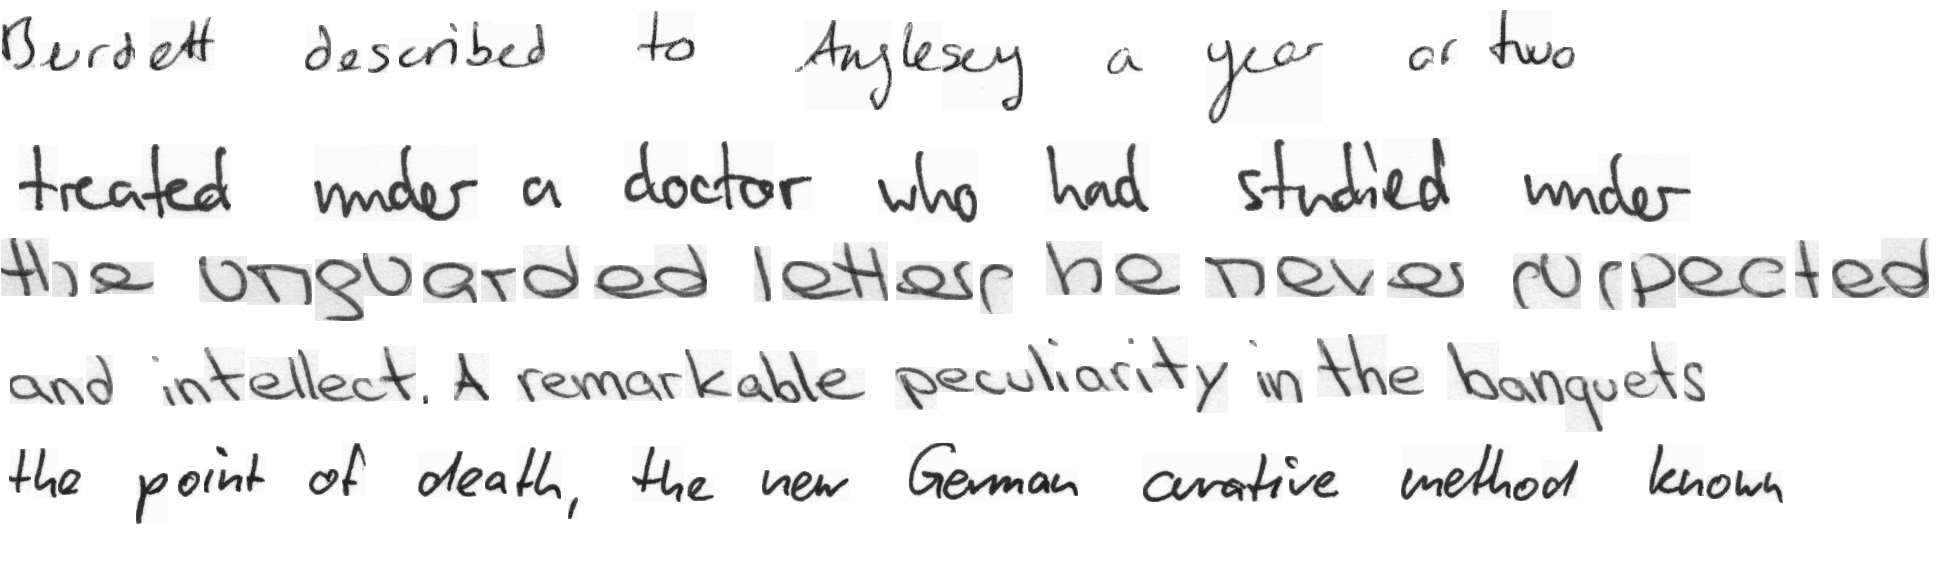 Burdett described to Anglesey a year or two
treated under a doctor who had studied under
the unguarded letters he never suspected
and intellect. A remarkable peculiarity in the banquets
the point of death, the new German curative method known